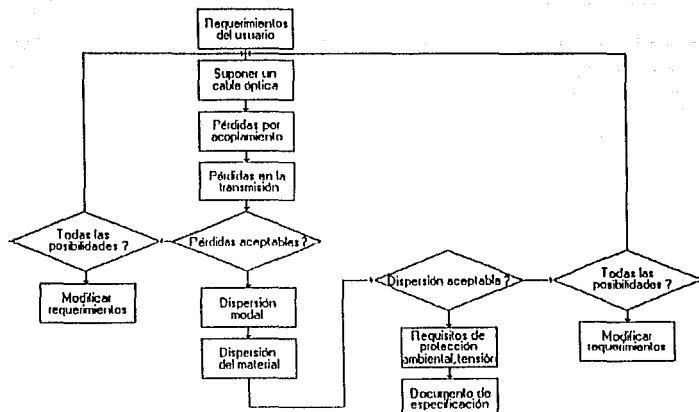 Requerimientos
del usuario
Suponer un
cable óptica
Pérdidas por
acoplamiento
Pérdidas en la
transmisión
Todas las
posibilidades ?
Pérdidas aceptables ?
Modificar
requerimientos
Dispersión
modal
Dispersión
del material
Dispersión aceptable ?
Todas las
posibilidades ?
Requisitos de
protección
ambiental, tensión
Modificar
requerimientos
Documento de
especificación